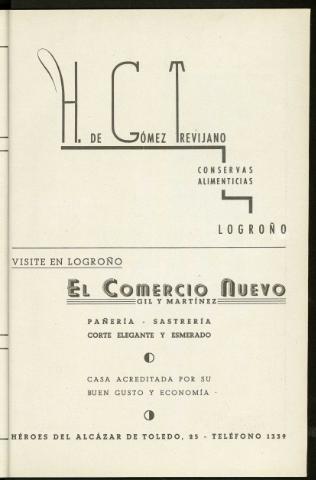 H. DE GÓMEZ TREVIJANO
CONSERVAS
ALIMENTICIAS
LOGROÑO
VISITE EN LOGROÑO
EL COMERCIO NUEVO
GIL Y MARTÍNEZ
PAÑERÍA - SASTRERÍA
CORTE ELEGANTE Y ESMERADO
CASA ACREDITADA POR SU
BUEN GUSTO Y ECONOMÍA -
HÉROES DEL ALCÁZAR DE TOLEDO, 25 - TELÉFONO 1339